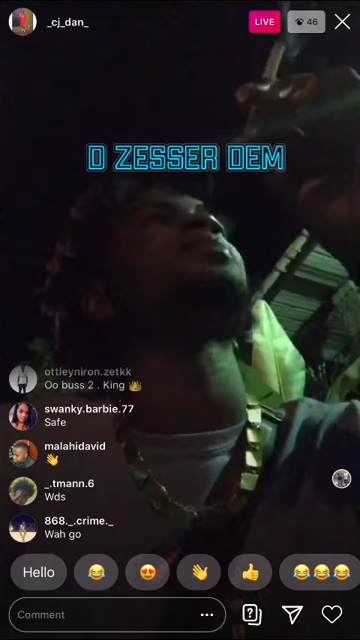 _cj_dan_
LIVE
46
D ZESSER DEM
ottleyniron.zetkk
Oo buss 2 . King 👑
swanky.barbie.77
Safe
malahidavid
👋
_.tmann.6
Wds
868._.crime._
Wah go
Hello 😂 😍 👋 👍 😂😂😂
Comment